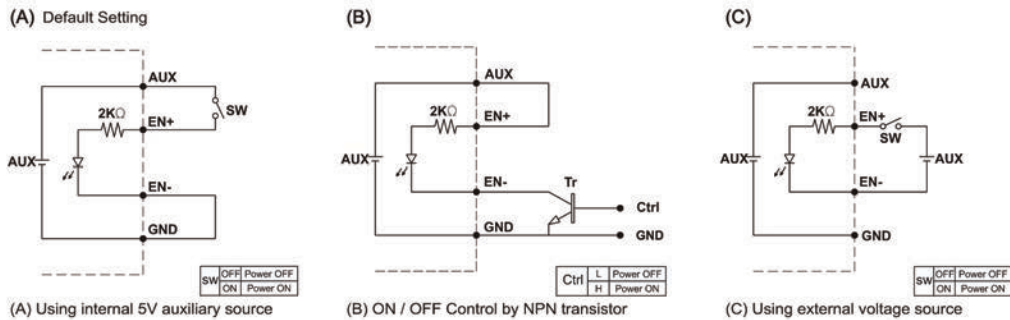 (A) Default Setting
AUX
2KΩ
EN+
SW
AUX
EN-
GND
SW OFF Power OFF
ON Power ON
(A) Using internal 5V auxiliary source
(B)
AUX
2KΩ
EN+
AUX
EN-
Tr
Ctrl
GND
GND
Ctrl L Power OFF
H Power ON
(B) ON / OFF Control by NPN transistor
(C)
AUX
2KΩ
EN+
SW
AUX
AUX
EN-
GND
SW OFF Power OFF
ON Power ON
(C) Using external voltage source